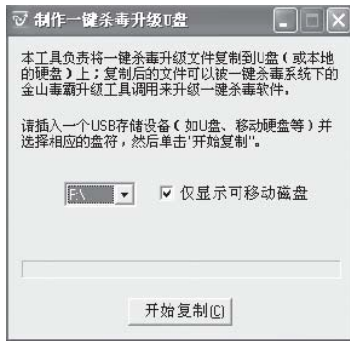 制作一键杀毒升级U盘
本工具负责将一键杀毒升级文件复制到U盘（或本地
的硬盘）上；复制后的文件可以被一键杀毒系统下的
金山毒霸升级工具调用来升级一键杀毒软件。
请插入一个USB存储设备（如U盘、移动硬盘等）并
选择相应的盘符，然后单击"开始复制"。
F:\ 仅显示可移动磁盘
开始复制(C)